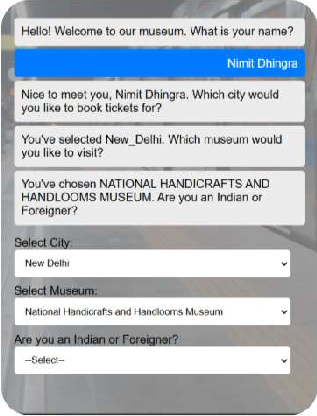 Hello! Welcome to our museum. What is your name?
Nimit Dhingra
Nice to meet you, Nimit Dhingra. Which city would
you like to book tickets for?
You've selected New_Delhi. Which museum would
you like to visit?
You've chosen NATIONAL HANDICRAFTS AND
HANDLOOMS MUSEUM. Are you an Indian or
Foreigner?
Select City:
New Delhi
Select Museum:
National Handicrafts and Handlooms Museum
Are you an Indian or Foreigner?
--Select--